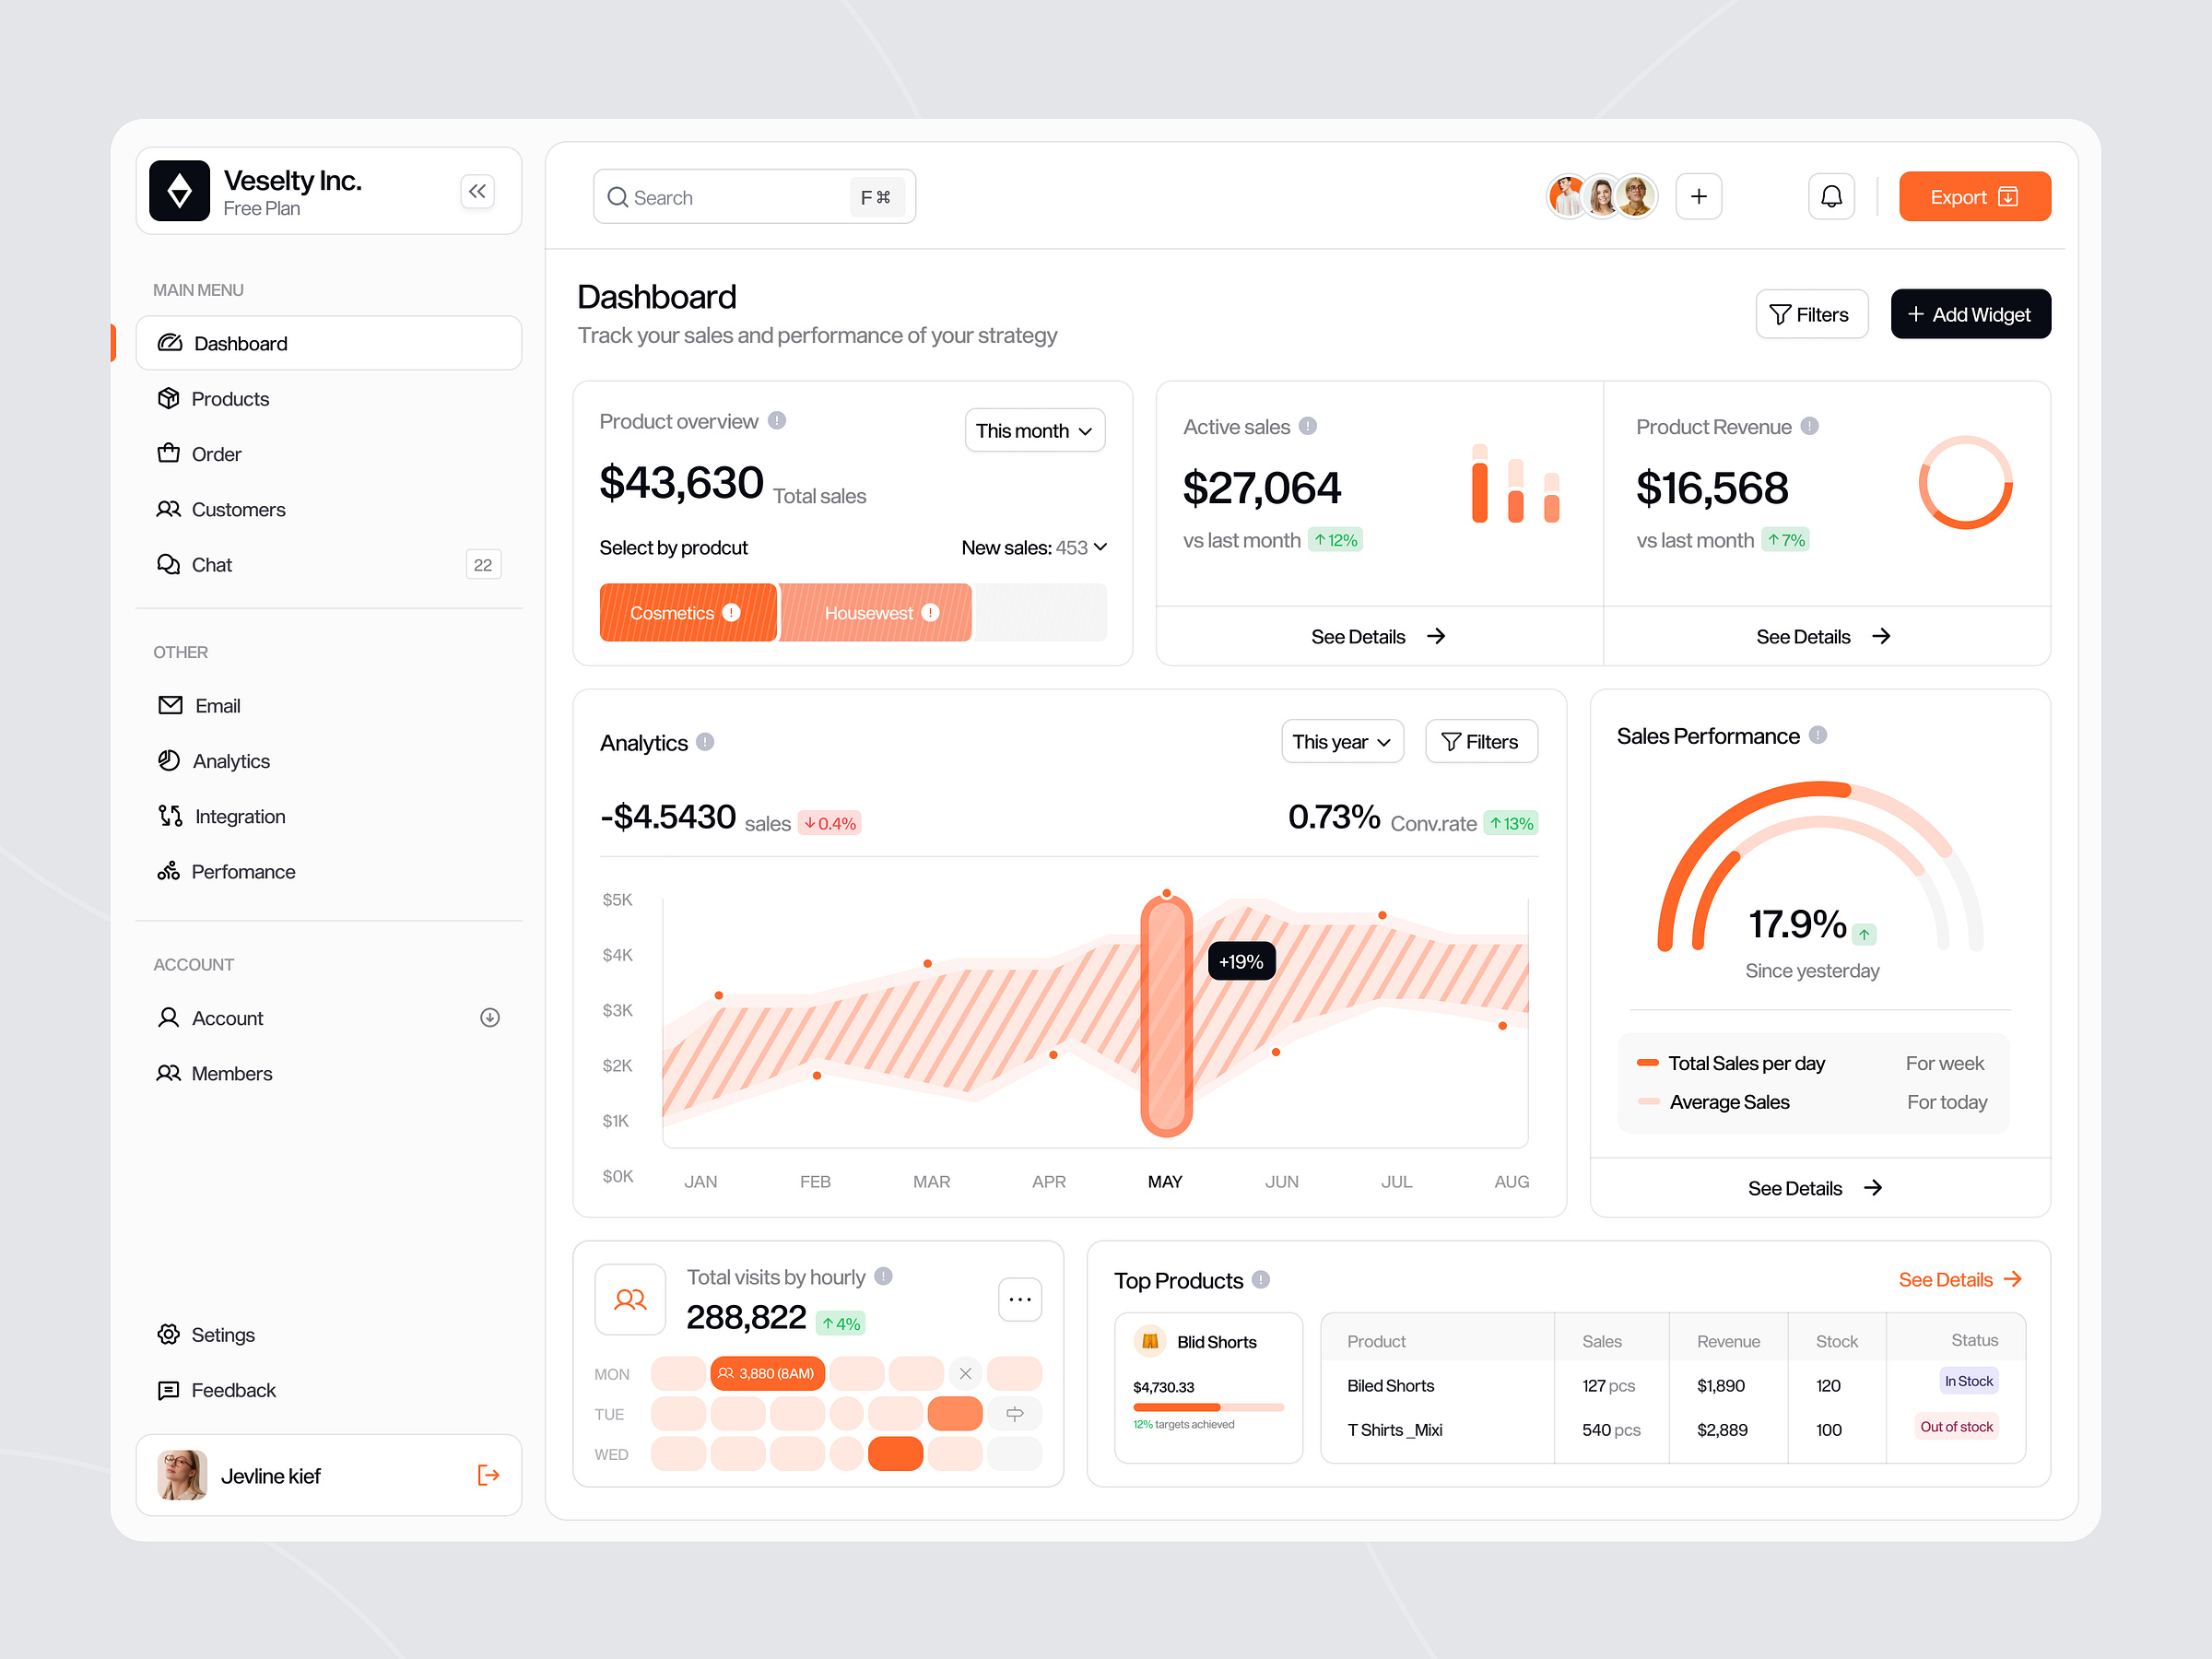 Veselty Inc.
Free Plan
MAIN MENU
Dashboard
Products
Order
Customers
Chat
22
OTHER
Email
Analytics
Integration
Perfomance
ACCOUNT
Account
Members
Setings
Feedback
Jevline kief
Search
F ⌘
Export
Dashboard
Track your sales and performance of your strategy
Filters
+ Add Widget
Product overview
This month
$43,630 Total sales
Select by prodcut
New sales: 453
Cosmetics
Housewest
Active sales
$27,064
vs last month ↑12%
See Details →
Product Revenue
$16,568
vs last month ↑7%
See Details →
Analytics
This year
Filters
-$4.5430 sales ↓0.4%
0.73% Conv.rate ↑13%
$5K
$4K
$3K
$2K
$1K
$0K
+19%
JAN FEB MAR APR MAY JUN JUL AUG
Sales Performance
17.9% ↑
Since yesterday
Total Sales per day For week
Average Sales For today
See Details →
Total visits by hourly
288,822 ↑4%
MON
3,880 (8AM)
TUE
WED
Top Products
See Details →
Blid Shorts
$4,730.33
12% targets achieved
Product Sales Revenue Stock Status
Biled Shorts 127 pcs $1,890 120 In Stock
T Shirts _Mixi 540 pcs $2,889 100 Out of stock